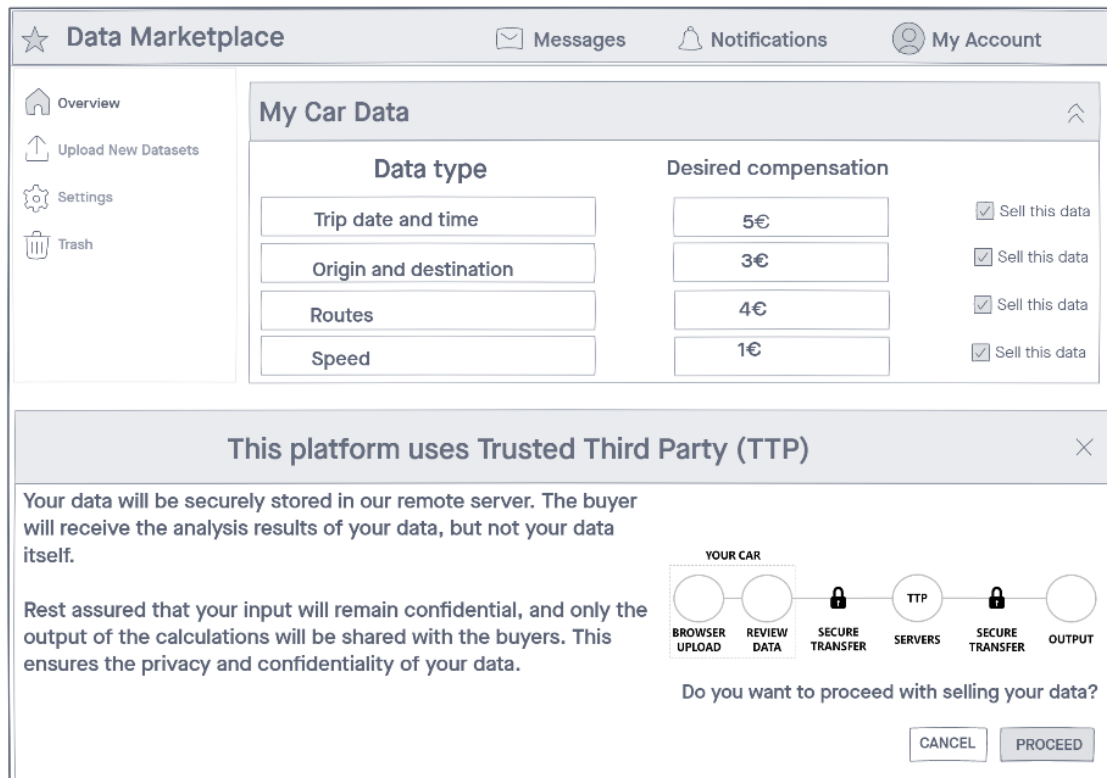 Data Marketplace
Messages
Notifications
My Account
Overview
Upload New Datasets
Settings
Trash
My Car Data
Data type
Desired compensation
Trip date and time
5€
Sell this data
Origin and destination
3€
Sell this data
Routes
4€
Sell this data
Speed
1€
Sell this data
This platform uses Trusted Third Party (TTP)
Your data will be securely stored in our remote server. The buyer
will receive the analysis results of your data, but not your data
itself.
Rest assured that your input will remain confidential, and only the
output of the calculations will be shared with the buyers. This
ensures the privacy and confidentiality of your data.
YOUR CAR
TTP
BROWSER
UPLOAD
REVIEW
DATA
SECURE
TRANSFER
SERVERS
SECURE
TRANSFER
OUTPUT
Do you want to proceed with selling your data?
CANCEL
PROCEED